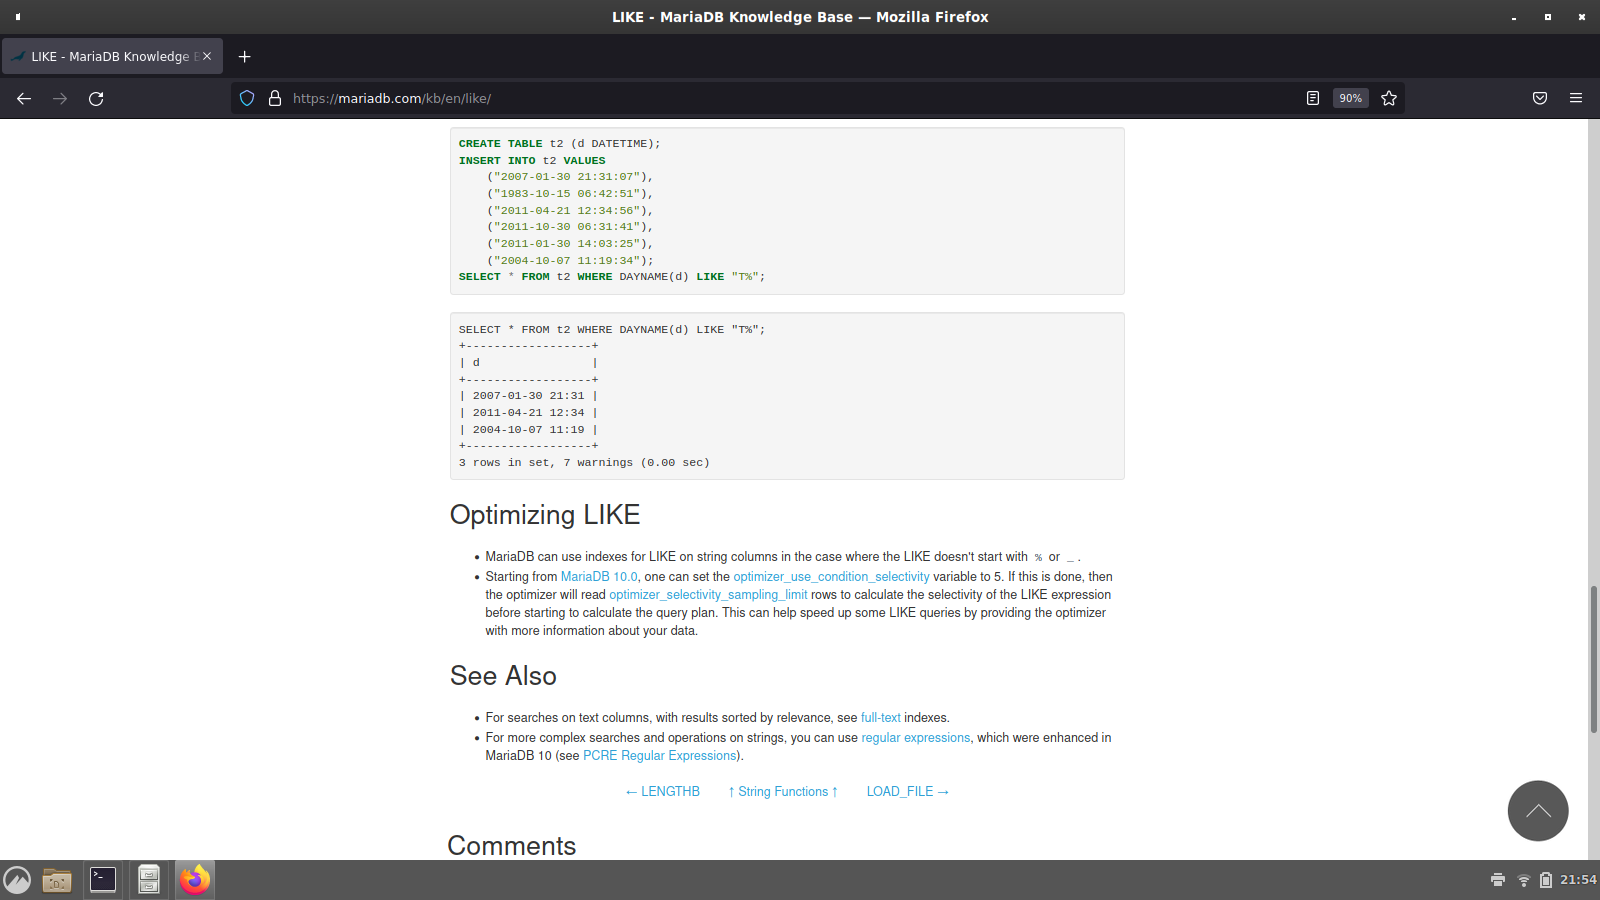 LIKE - MariaDB Knowledge Base — Mozilla Firefox
LIKE - MariaDB Knowledge B
https://mariadb.com/kb/en/like/
90%
CREATE TABLE t2 (d DATETIME);
INSERT INTO t2 VALUES
    ("2007-01-30 21:31:07"),
    ("1983-10-15 06:42:51"),
    ("2011-04-21 12:34:56"),
    ("2011-10-30 06:31:41"),
    ("2011-01-30 14:03:25"),
    ("2004-10-07 11:19:34");
SELECT * FROM t2 WHERE DAYNAME(d) LIKE "T%";
SELECT * FROM t2 WHERE DAYNAME(d) LIKE "T%";
+------------------+
| d                |
+------------------+
| 2007-01-30 21:31 |
| 2011-04-21 12:34 |
| 2004-10-07 11:19 |
+------------------+
3 rows in set, 7 warnings (0.00 sec)
Optimizing LIKE
• MariaDB can use indexes for LIKE on string columns in the case where the LIKE doesn't start with % or _ .
• Starting from MariaDB 10.0, one can set the optimizer_use_condition_selectivity variable to 5. If this is done, then
the optimizer will read optimizer_selectivity_sampling_limit rows to calculate the selectivity of the LIKE expression
before starting to calculate the query plan. This can help speed up some LIKE queries by providing the optimizer
with more information about your data.
See Also
• For searches on text columns, with results sorted by relevance, see full-text indexes.
• For more complex searches and operations on strings, you can use regular expressions, which were enhanced in
MariaDB 10 (see PCRE Regular Expressions).
← LENGTHB ↑ String Functions ↑ LOAD_FILE →
Comments
21:54